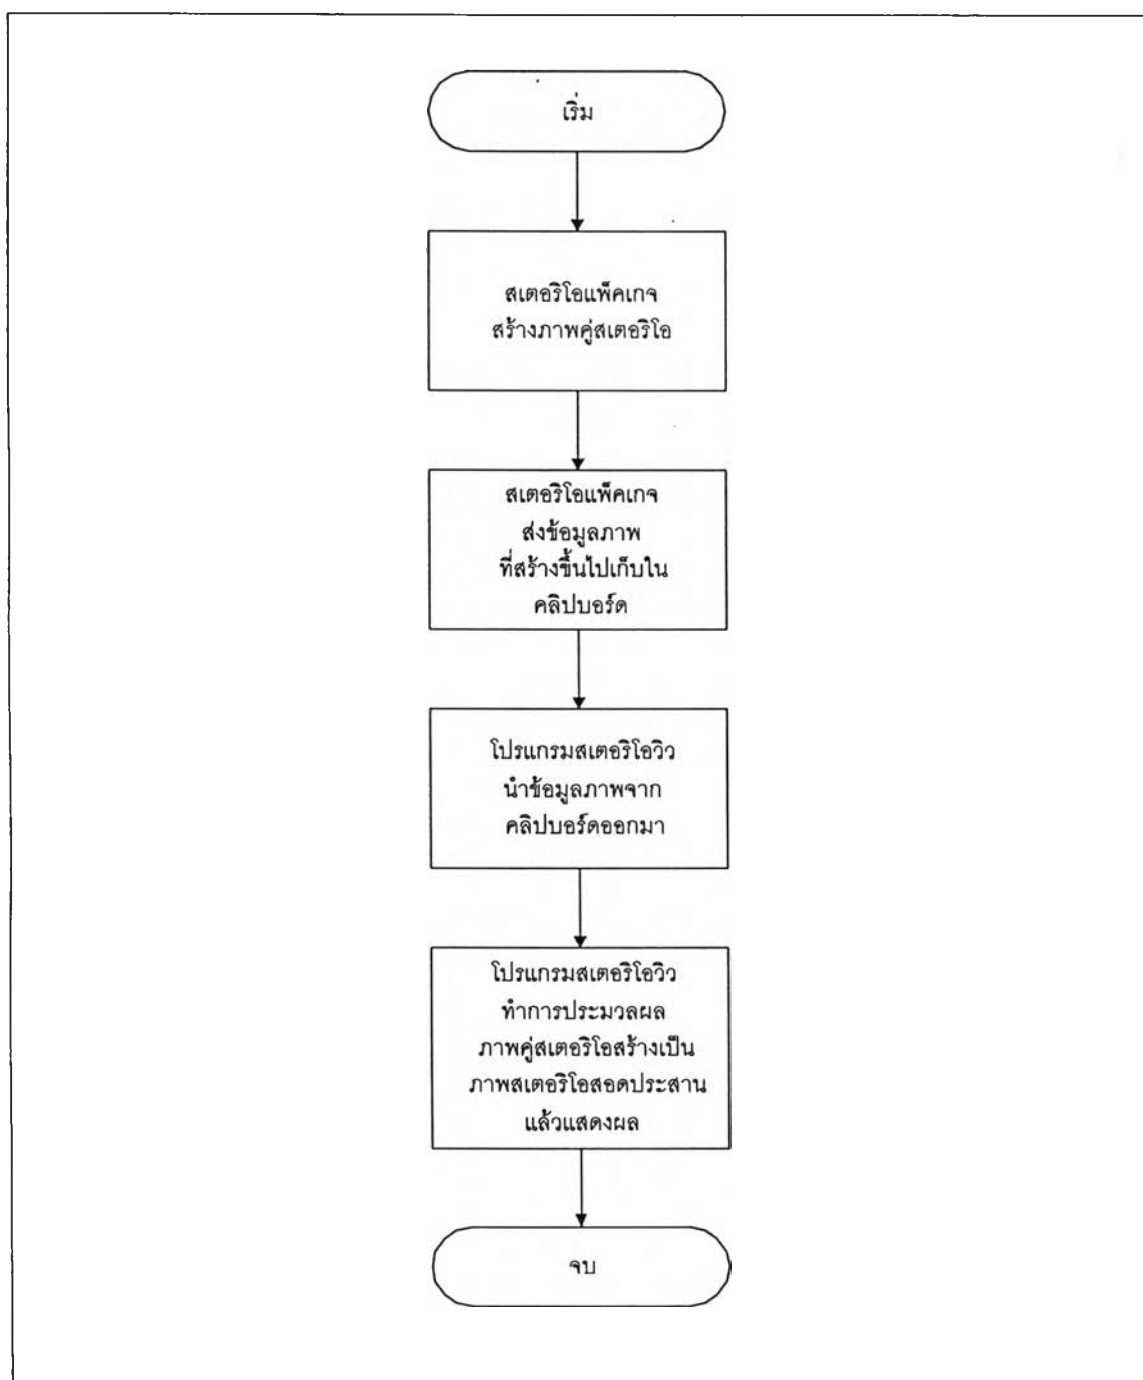 เริ่ม
สเตอริโอแพ็คเกจ
สร้างภาพคู่สเตอริโอ
สเตอริโอแพ็คเกจ
ส่งข้อมูลภาพ
ที่สร้างขึ้นไปเก็บใน
คลิปบอร์ด
โปรแกรมสเตอริโอวิว
นำข้อมูลภาพจาก
คลิปบอร์ดออกมา
โปรแกรมสเตอริโอวิว
ทำการประมวลผล
ภาพคู่สเตอริโอสร้างเป็น
ภาพสเตอริโอสอดประสาน
แล้วแสดงผล
จบ